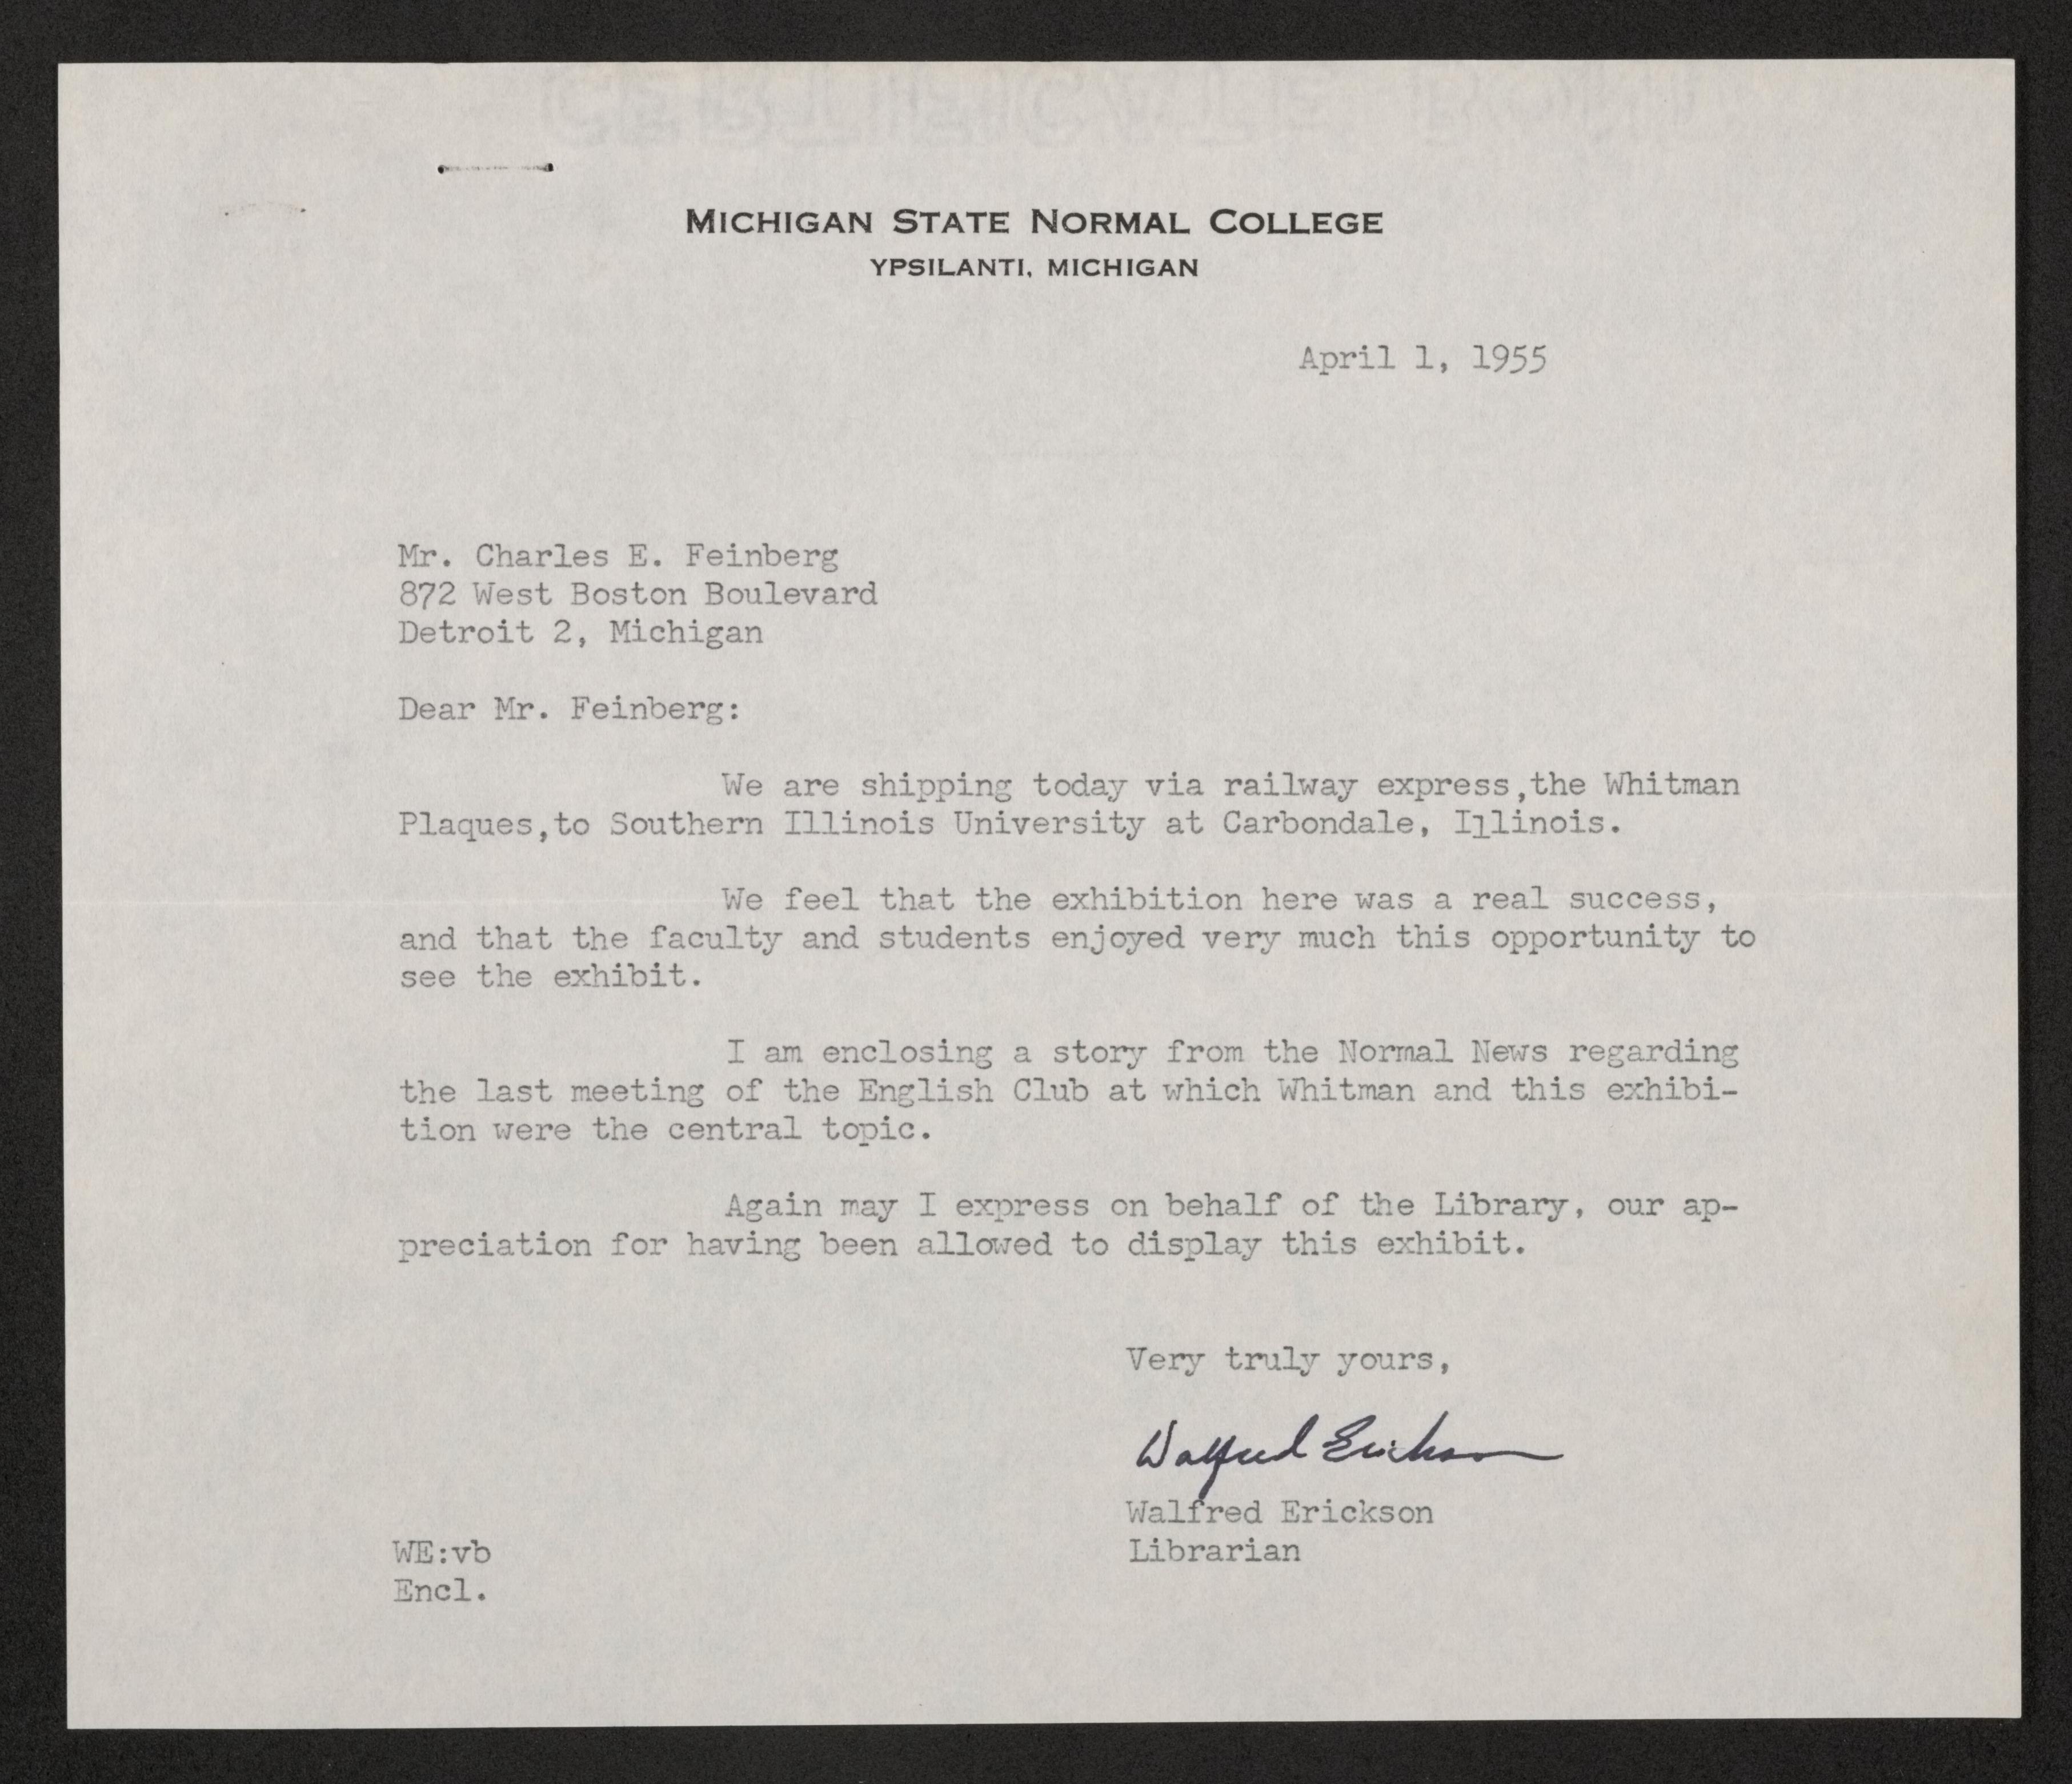 MICHIGAN STATE NORMAL COLLEGE
YPSILANTI, MICHIGAN
April 1, 1955
Mr. Charles E. Feinberg
872 West Boston Boulevard
Detroit 2, Michigan
Dear Mr. Feinberg:
We are shipping today via railway express,the Whitman
Plaques,to Southern Illinois University at Carbondale, Illinois.
We feel that the exhibition here was a real success,
and that the faculty and students enjoyed very much this opportunity to
see the exhibit.
I am enclosing a story from the Normal News regarding
the last meeting of the English Club at which Whitman and this exhibi-
tion were the central topic.
Again may I express on behalf of the Library, our ap-
preciation for having been allowed to display this exhibit.
Very truly yours,
Walfred Erickson
Walfred Erickson
Librarian
WE:vb
Encl.